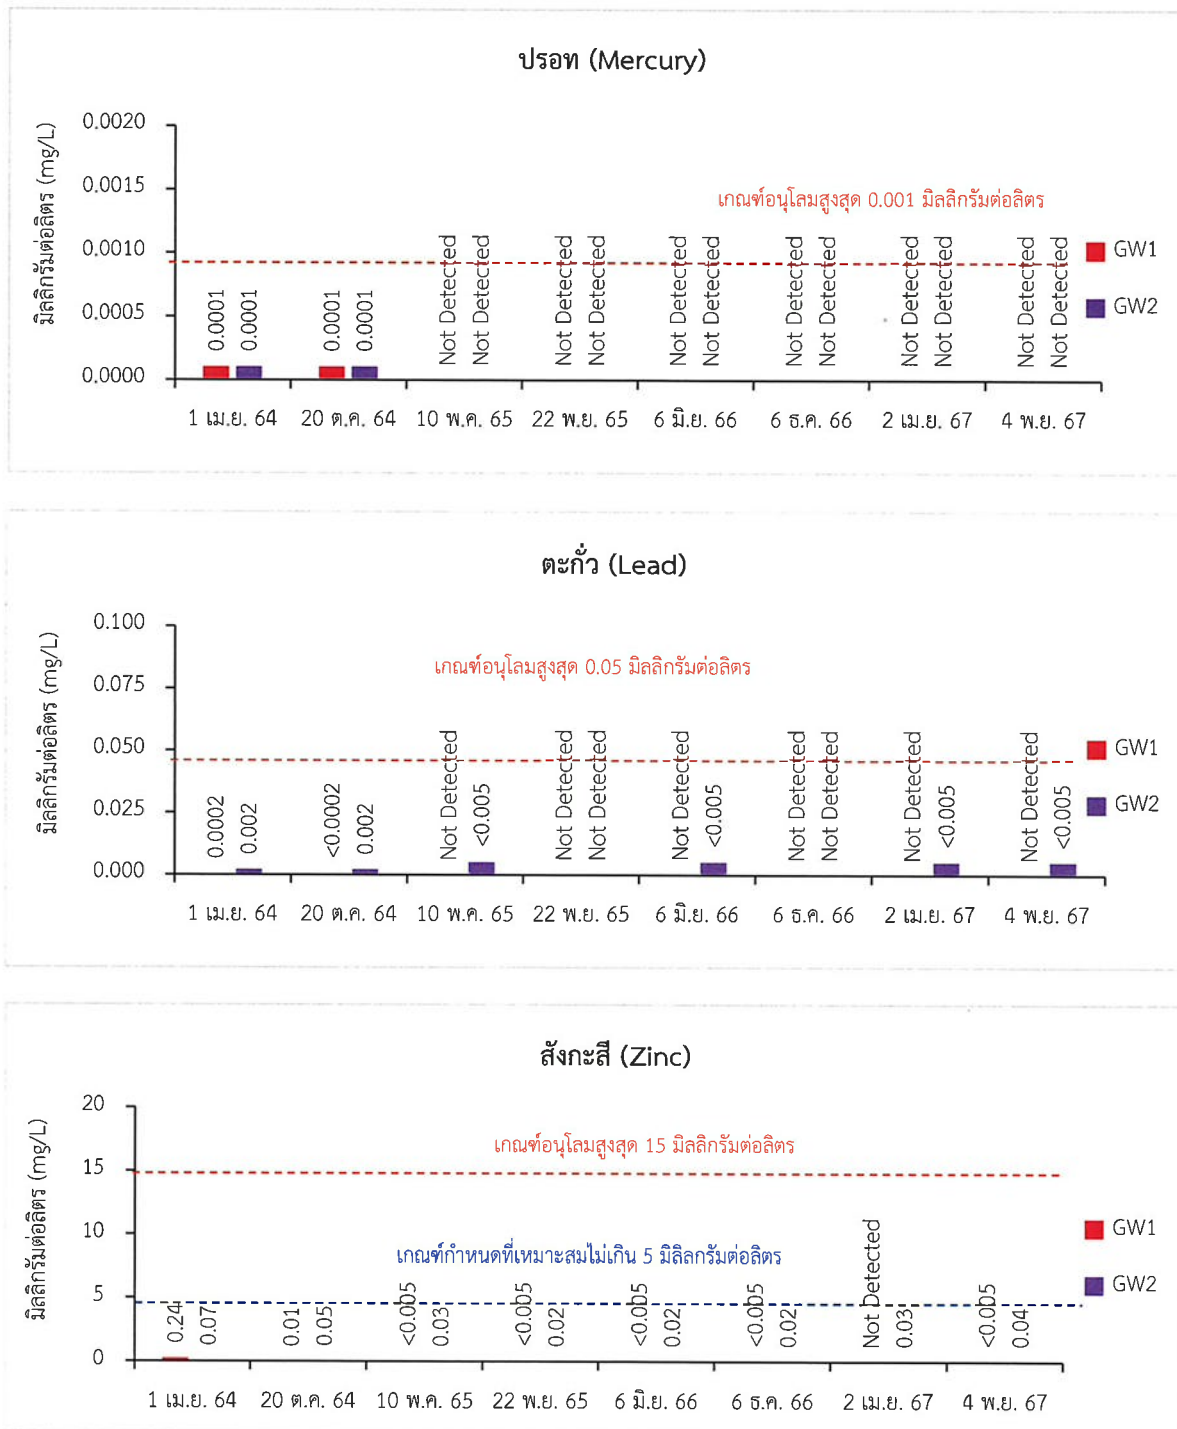 ปรอท (Mercury)
มิลลิกรัมต่อลิตร (mg/L)
0.0020
0.0015
0.0010
0.0005
0.0000
เกณฑ์อนุโลมสูงสุด 0.001 มิลลิกรัมต่อลิตร
0.0001 0.0001 0.0001 0.0001 Not Detected Not Detected Not Detected Not Detected Not Detected Not Detected Not Detected Not Detected Not Detected Not Detected Not Detected Not Detected
GW1
GW2
1 เม.ย. 64 20 ต.ค. 64 10 พ.ค. 65 22 พ.ย. 65 6 มิ.ย. 66 6 ธ.ค. 66 2 เม.ย. 67 4 พ.ย. 67
ตะกั่ว (Lead)
มิลลิกรัมต่อลิตร (mg/L)
0.100
0.075
0.050
0.025
0.000
เกณฑ์อนุโลมสูงสุด 0.05 มิลลิกรัมต่อลิตร
0.0002 0.002 <0.0002 0.002 Not Detected <0.005 Not Detected Not Detected Not Detected <0.005 Not Detected Not Detected Not Detected <0.005 Not Detected <0.005
GW1
GW2
1 เม.ย. 64 20 ต.ค. 64 10 พ.ค. 65 22 พ.ย. 65 6 มิ.ย. 66 6 ธ.ค. 66 2 เม.ย. 67 4 พ.ย. 67
สังกะสี (Zinc)
มิลลิกรัมต่อลิตร (mg/L)
20
15
10
5
0
เกณฑ์อนุโลมสูงสุด 15 มิลลิกรัมต่อลิตร
เกณฑ์กำหนดที่เหมาะสมไม่เกิน 5 มิลิลกรัมต่อลิตร
0.24 0.07 0.01 0.05 <0.005 0.03 <0.005 0.02 <0.005 0.02 <0.005 0.02 Not Detected 0.03 <0.005 0.04
GW1
GW2
1 เม.ย. 64 20 ต.ค. 64 10 พ.ค. 65 22 พ.ย. 65 6 มิ.ย. 66 6 ธ.ค. 66 2 เม.ย. 67 4 พ.ย. 67